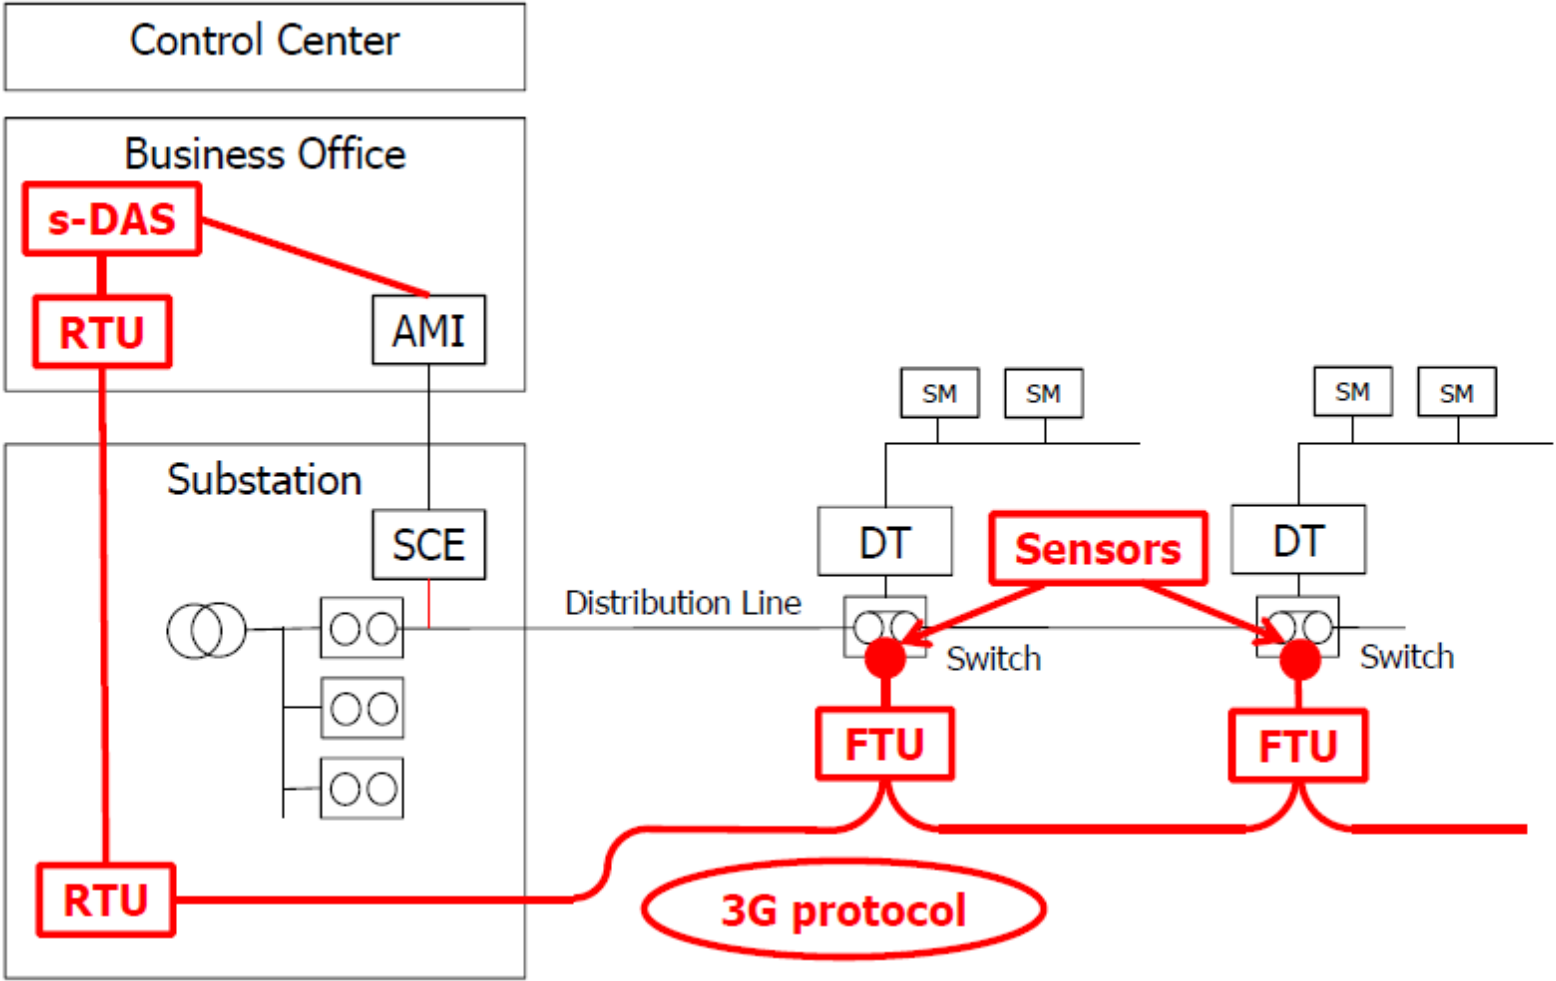 Control Center
Business Office
s-DAS
RTU
AMI
SM
SM
SM
SM
Substation
SCE
DT
Sensors
DT
Distribution Line
Switch
Switch
FTU
FTU
RTU
3G protocol